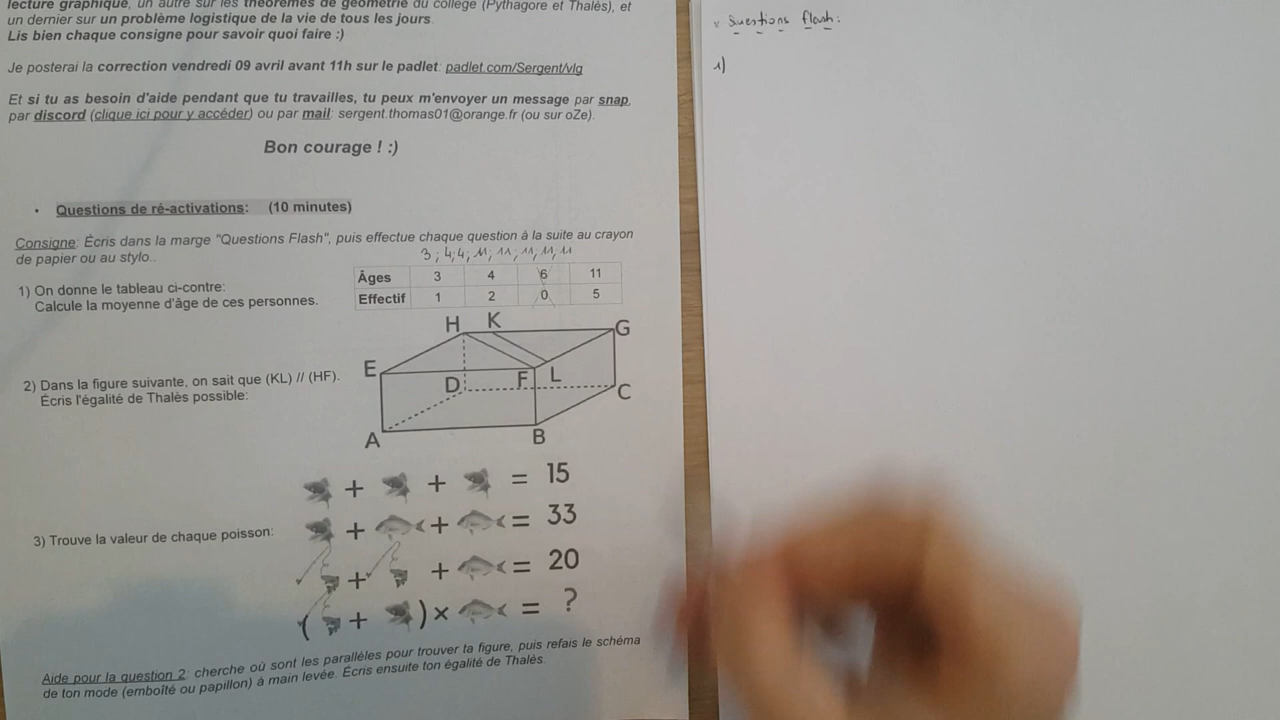 lecture graphique, un autre sur les théorèmes de géométrie du collège (Pythagore et Thalès), et
un dernier sur un problème logistique de la vie de tous les jours.
Lis bien chaque consigne pour savoir quoi faire :)
Je posterai la correction vendredi 09 avril avant 11h sur le padlet: padlet.com/Sergent/vlg
Et si tu as besoin d'aide pendant que tu travailles, tu peux m'envoyer un message par snap,
par discord (clique ici pour y accéder) ou par mail: sergent.thomas01@orange.fr (ou sur oZe).
Bon courage ! :)
• Questions de ré-activations: (10 minutes)
Consigne: Écris dans la marge "Questions Flash", puis effectue chaque question à la suite au crayon
de papier ou au stylo..
3 ; 4 ; 4 ; 11 ; 11 ; 11 ; 11 ; 11
1) On donne le tableau ci-contre:
Calcule la moyenne d'âge de ces personnes.
Âges 3 4 6 11
Effectif 1 2 0 5
H K G
E
D F L C
A B
2) Dans la figure suivante, on sait que (KL) // (HF).
Écris l'égalité de Thalès possible:
3) Trouve la valeur de chaque poisson:
+ + = 15
+ + = 33
+ + = 20
( + ) × = ?
Aide pour la question 2: cherche où sont les parallèles pour trouver ta figure, puis refais le schéma
de ton mode (emboîté ou papillon) à main levée. Écris ensuite ton égalité de Thalès.
Questions flash:
1)